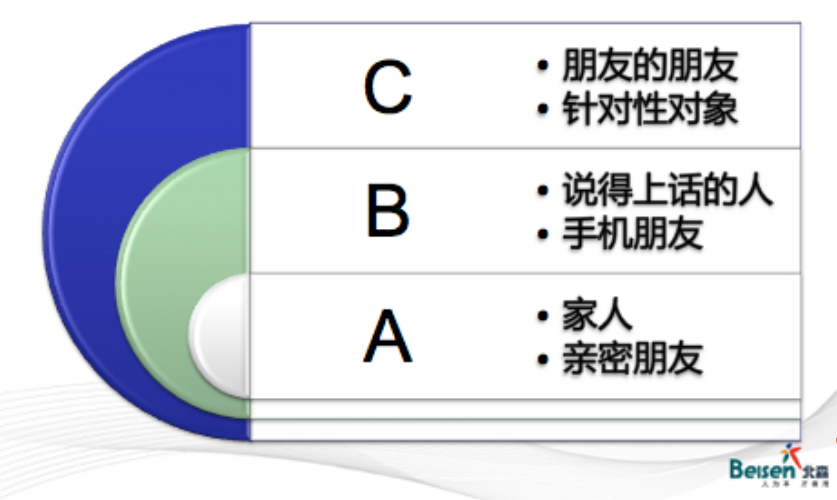 C
• 朋友的朋友
• 针对性对象
B
• 说得上话的人
• 手机朋友
A
• 家人
• 亲密朋友
Beisen 北森